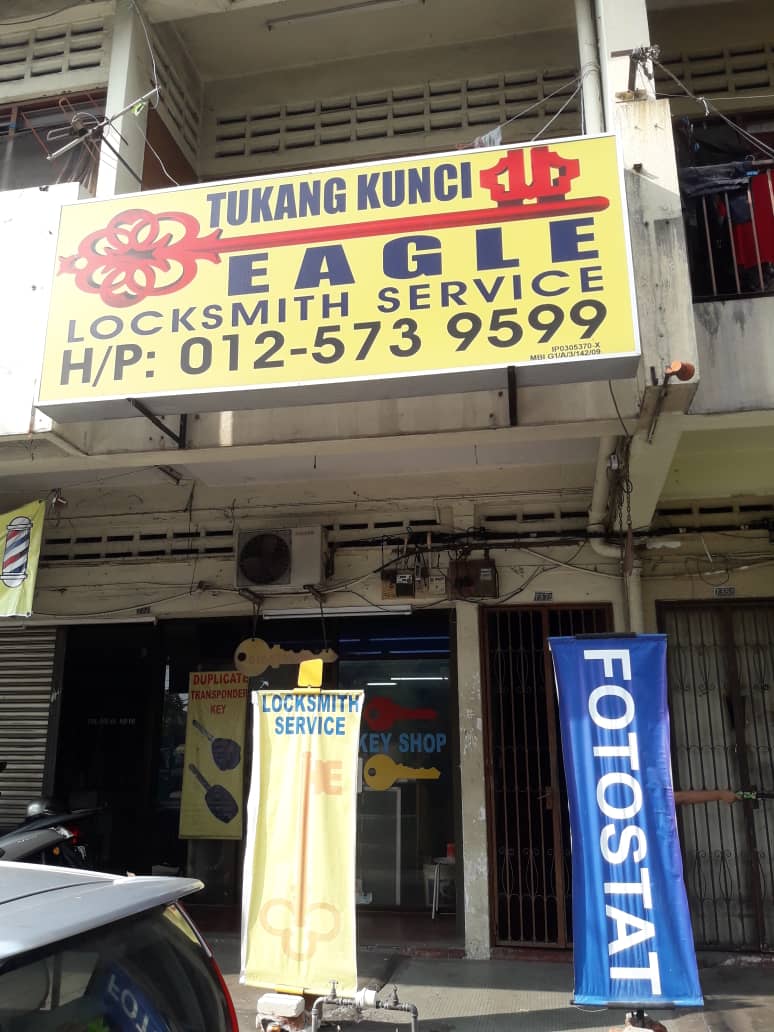 TUKANG KUNCI
EAGLE
LOCKSMITH SERVICE
H/P: 012-573 9599
IP0305370-X
MBI G1/A/3/142/09
DUPLICATE
TRANSPONDER
KEY
LOCKSMITH
SERVICE
E
KEY SHOP
FOTOSTAT